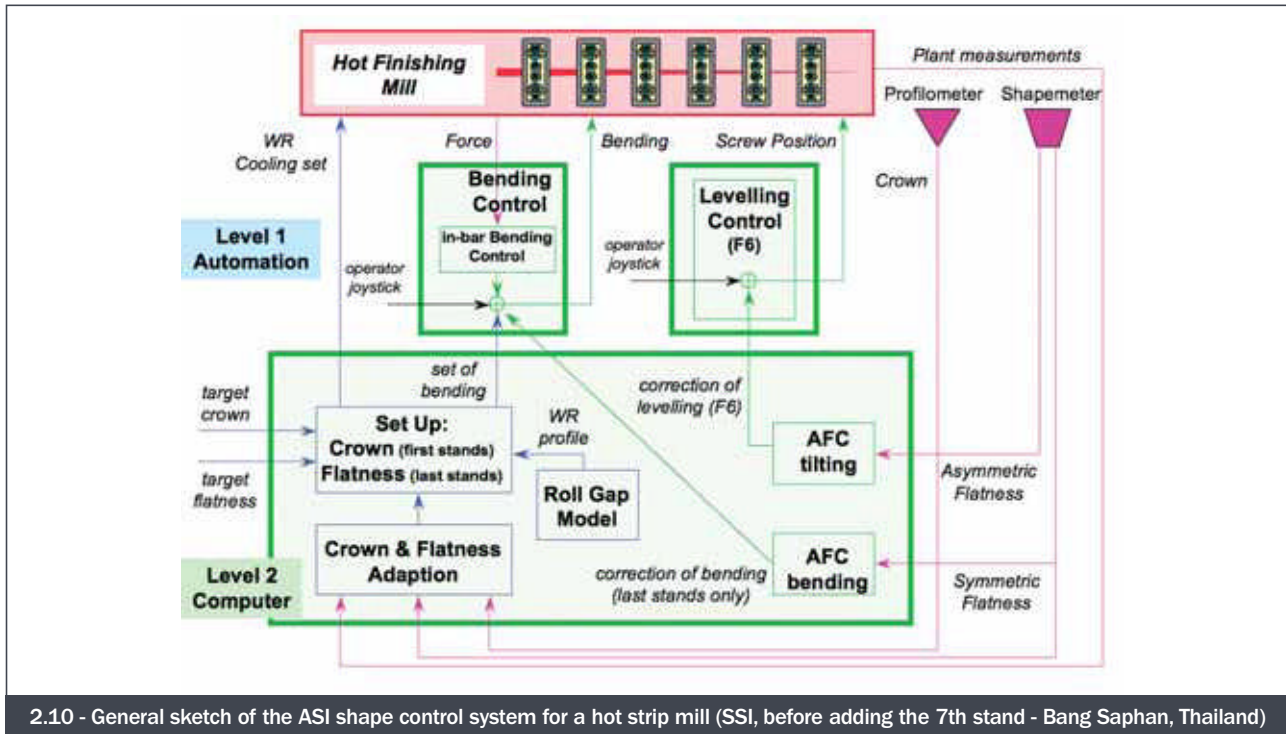 Hot Finishing
Mill
Plant measurements
Profilometer
Shapemeter
WR
Cooling set
Force
Bending
Screw Position
Crown
Bending
Control
in-bar Bending
Control
Levelling
Control
(F6)
Level 1
Automation
operator
joystick
operator
joystick
set of
bending
correction of
levelling (F6)
target
crown
target
flatness
Set Up:
Crown (first stands)
Flatness (last stands)
WR
profile
Roll Gap
Model
AFC
tilting
Asymmetric
Flatness
Crown & Flatness
Adaption
Level 2
Computer
correction of bending
(last stands only)
AFC
bending
Symmetric
Flatness
2.10 - General sketch of the ASI shape control system for a hot strip mill (SSI, before adding the 7th stand - Bang Saphan, Thailand)